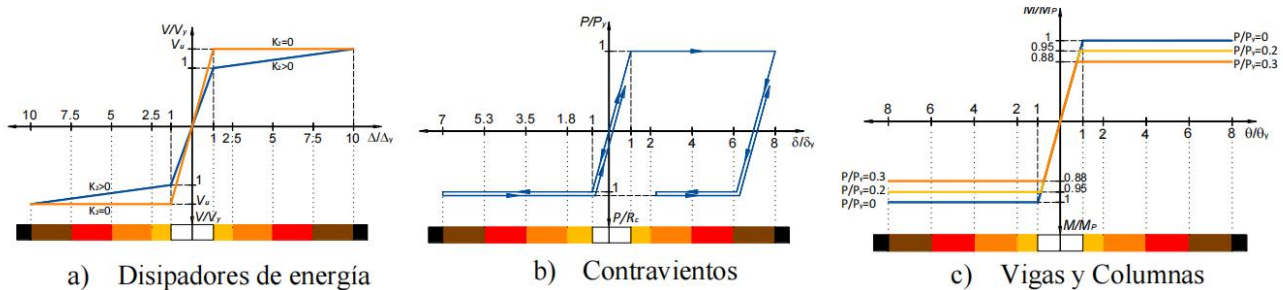 V/Vy
Vu
K₂=0
1
K₂>0
10 7.5 5 2.5 1
1 2.5 5 7.5 10 Δ/Δy
K₂>0
1
K₂=0
Vu
V/Vy
a) Disipadores de energía
P/Py
1
7 5.3 3.5 1.8 1
1 2 4 6 8 δ/δy
1
P/Rc
b) Contravientos
M/MP
1
0.95
0.88
P/Py=0
P/Py=0.2
P/Py=0.3
8 6 4 2 1
1 2 4 6 8 θ/θy
P/Py=0.3
P/Py=0.2
P/Py=0
0.88
0.95
1
M/MP
c) Vigas y Columnas